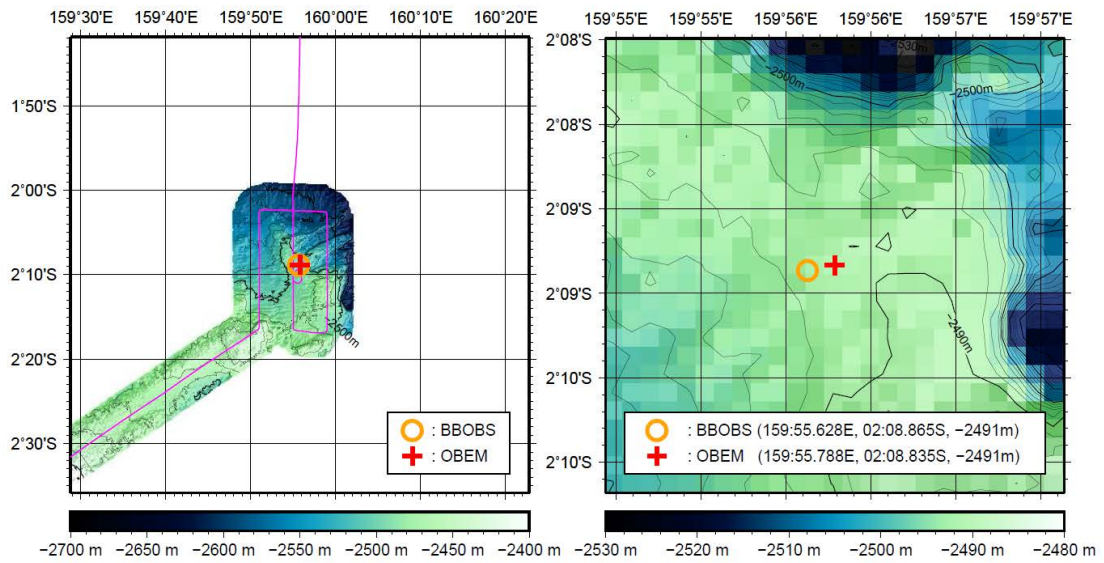 159°30'E 159°40'E 159°50'E 160°00'E 160°10'E 160°20'E
1°50'S
2°00'S
2°10'S
2°20'S
2°30'S
−2500m
: BBOBS
: OBEM
−2700 m −2650 m −2600 m −2550 m −2500 m −2450 m −2400 m
159°55'E 159°55'E 159°56'E 159°56'E 159°57'E 159°57'E
2°08'S
2°08'S
2°09'S
2°09'S
2°10'S
2°10'S
−2530m
−2500m
−2500m
−2490m
: BBOBS (159:55.628E, 02:08.865S, −2491m)
: OBEM (159:55.788E, 02:08.835S, −2491m)
−2530 m −2520 m −2510 m −2500 m −2490 m −2480 m